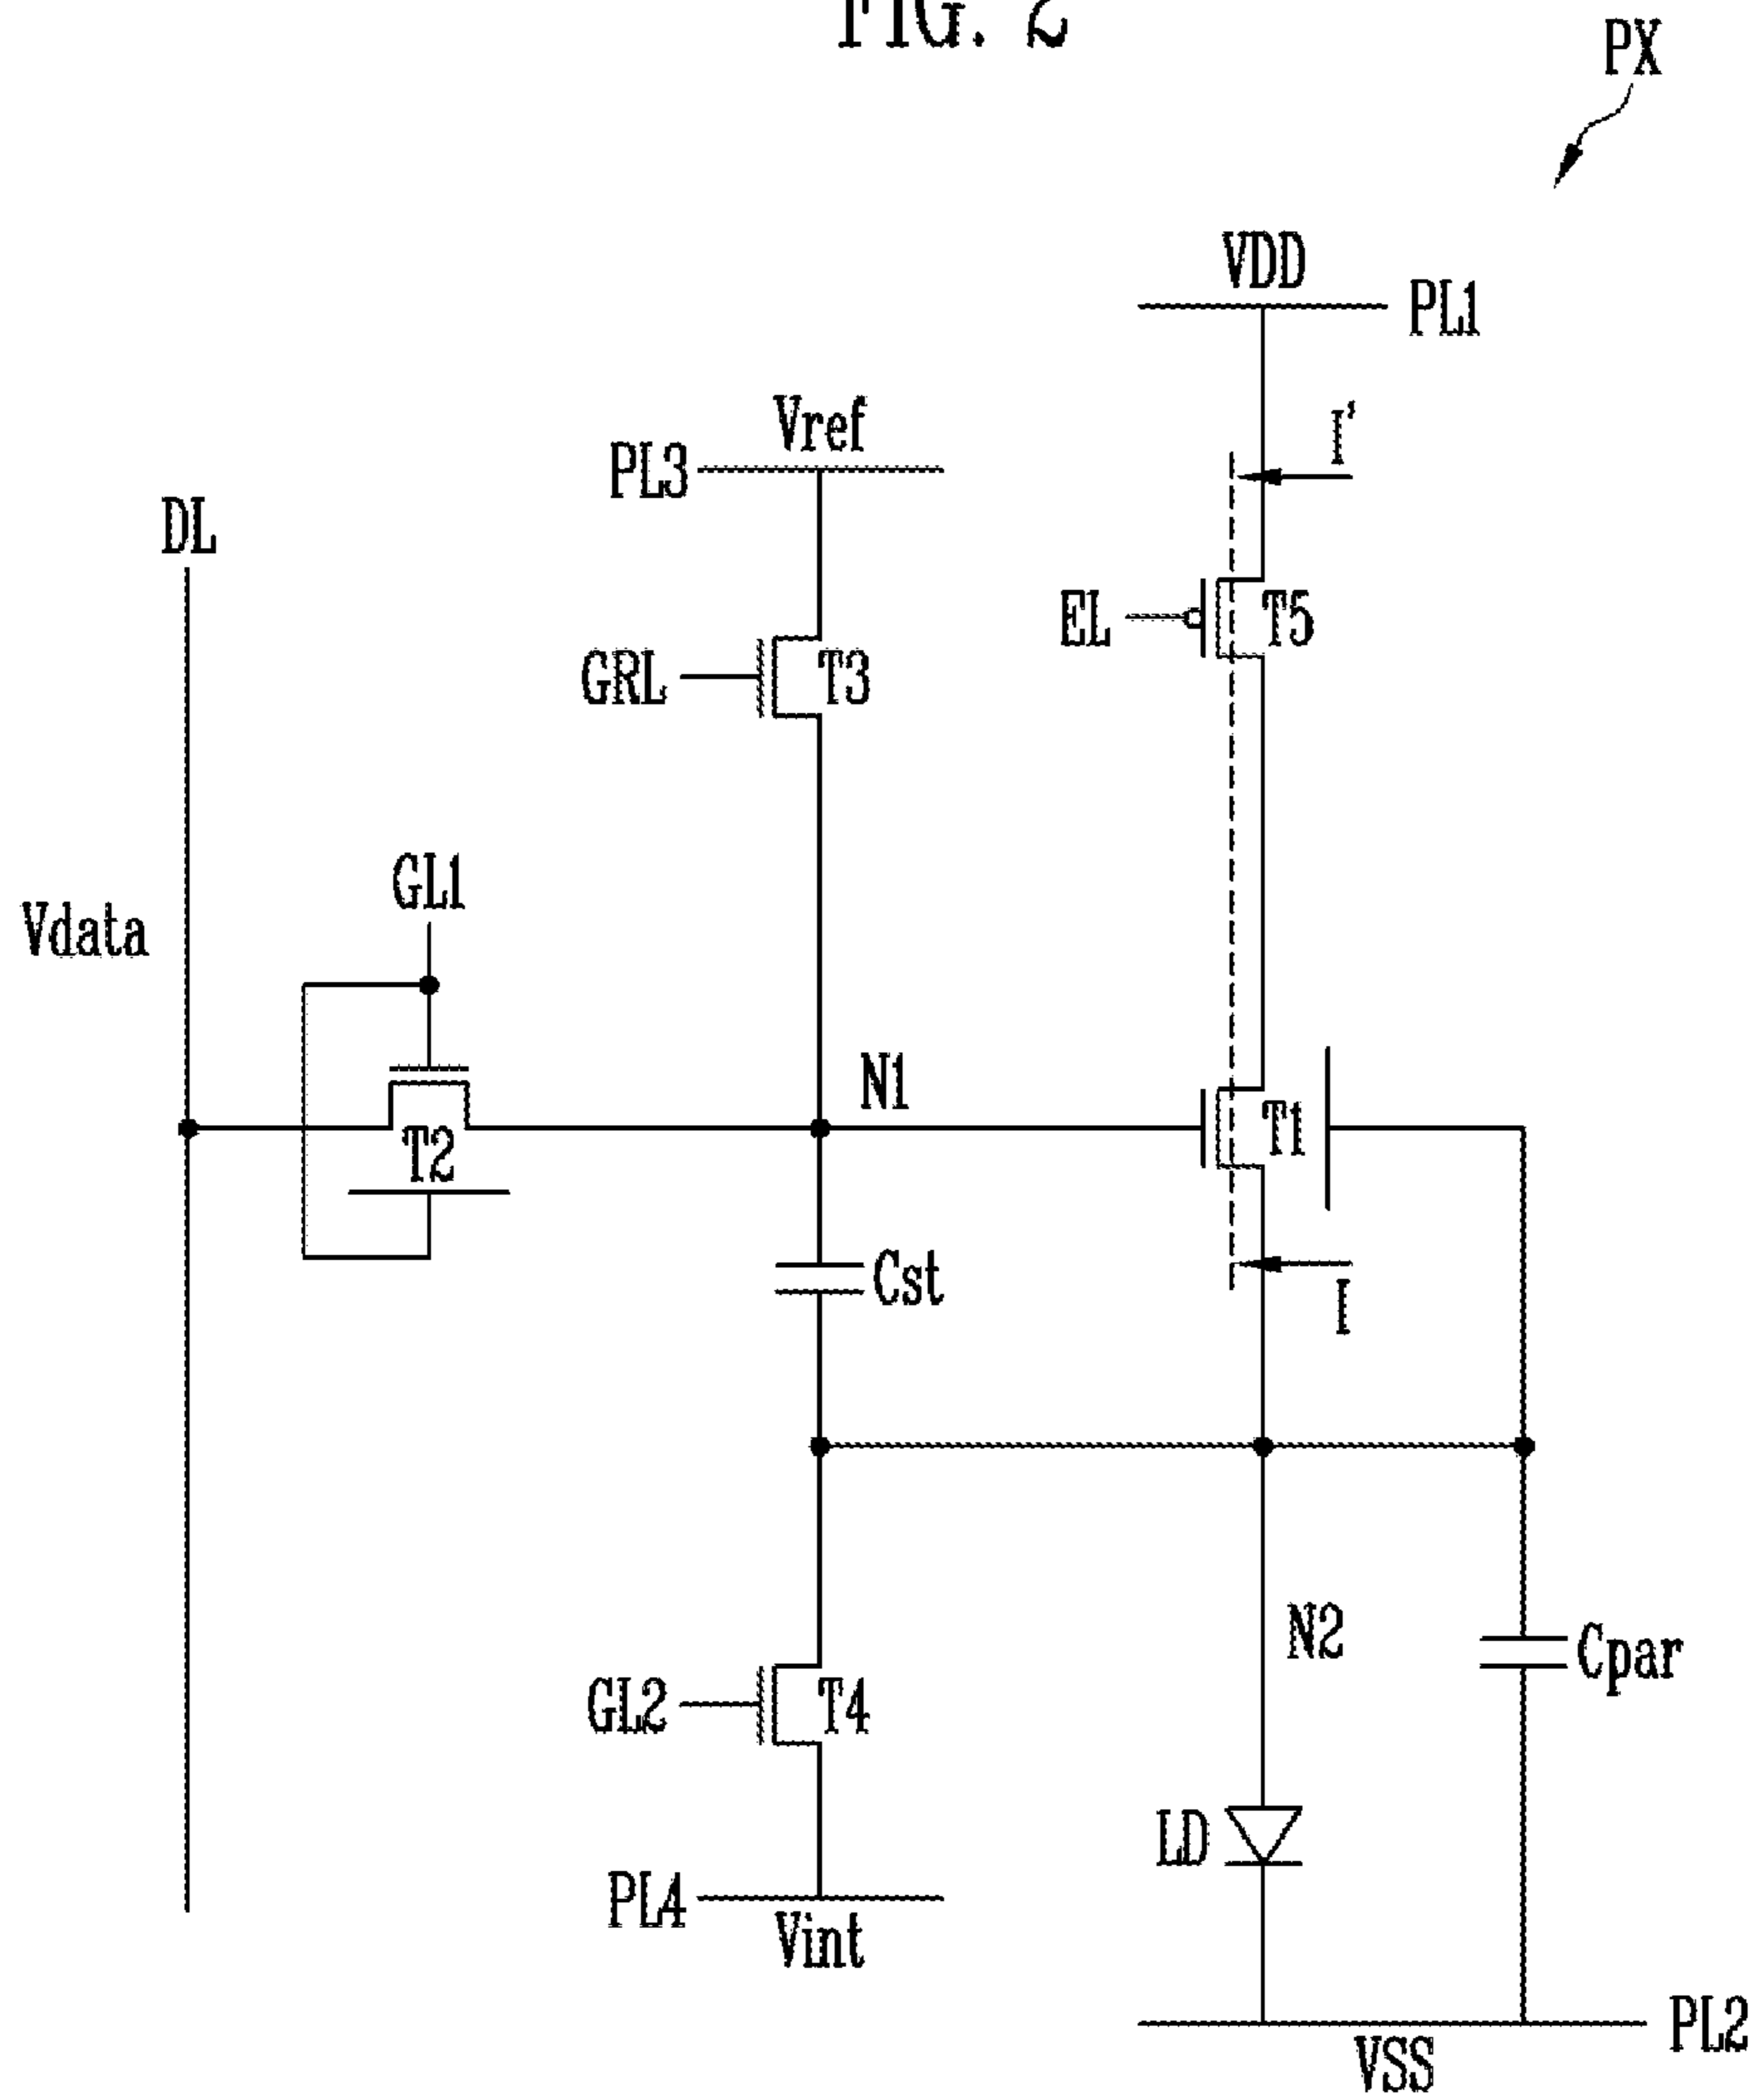 FIG. 2
PX
VDD
PL1
Vref
I'
PL3
DL
EL
T5
GRL
T3
GL1
Vdata
N1
T1
T2
Cst
I
N2
Cpar
GL2
T4
LD
PL4
Vint
PL2
VSS